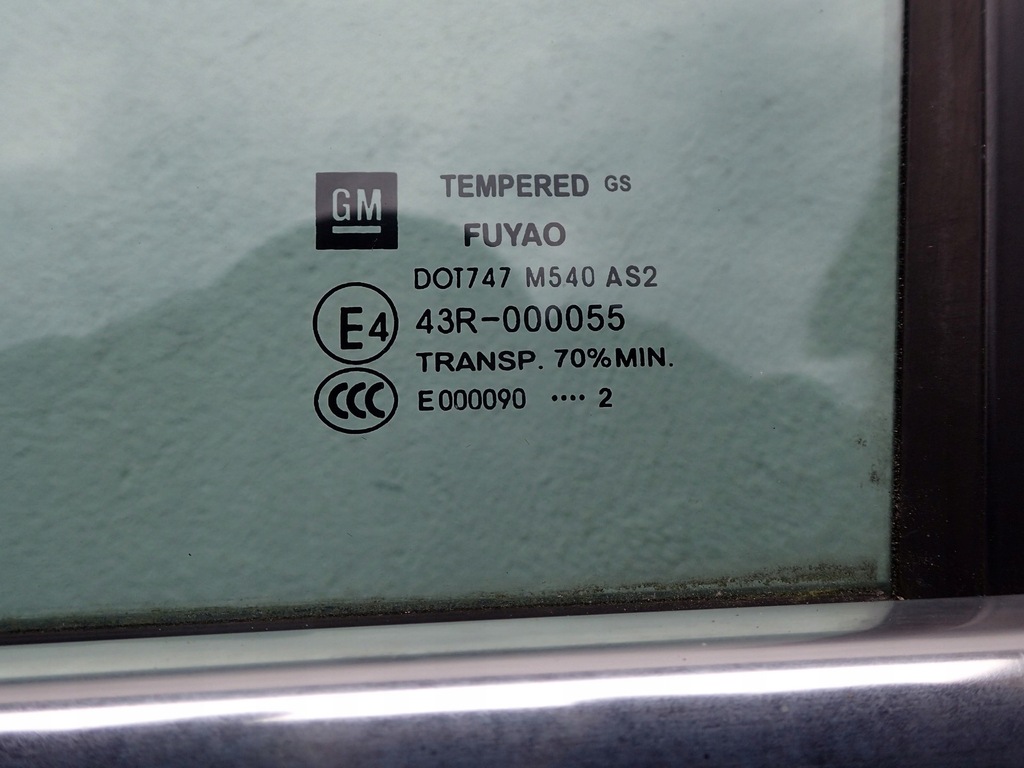 GM
TEMPERED GS
FUYAO
DOT747 M540 AS2
E4 43R-000055
TRANSP. 70% MIN.
CCC E000090 ···· 2